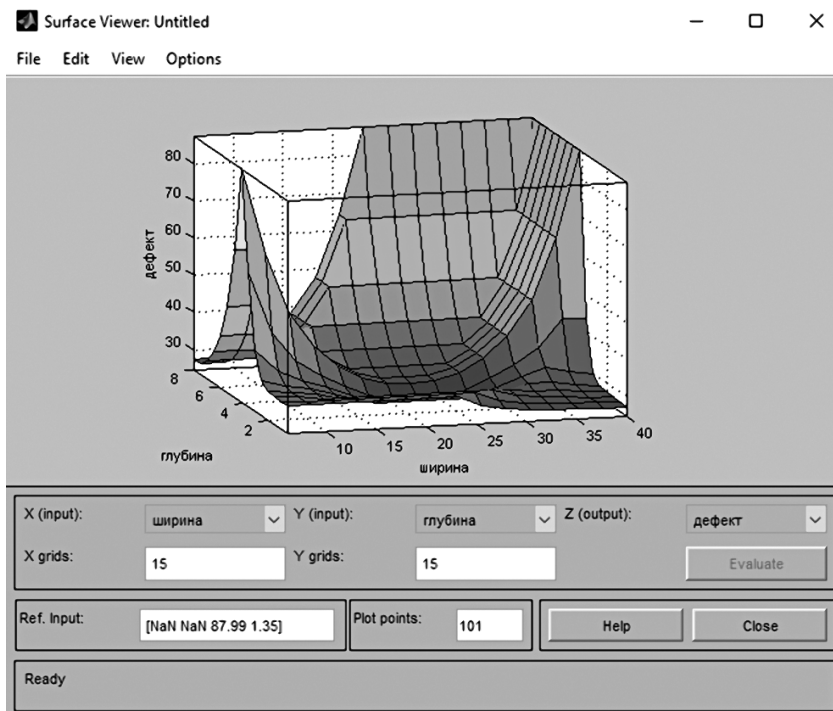 Surface Viewer: Untitled
File Edit View Options
80
70
60
50
40
30
дефект
8
6
4
2
глубина
10 15 20 25 30 35 40
ширина
X (input): ширина Y (input): глубина Z (output): дефект
X grids: 15 Y grids: 15 Evaluate
Ref. Input: [NaN NaN 87.99 1.35] Plot points: 101 Help Close
Ready